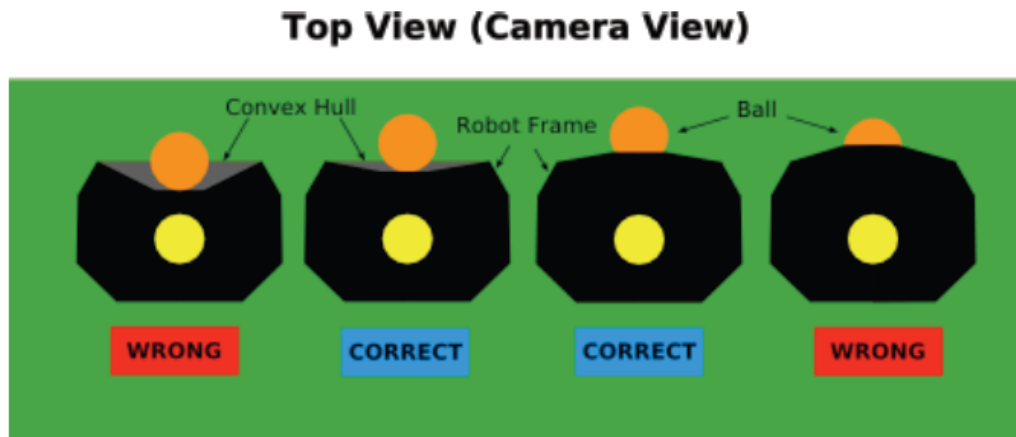 Top View (Camera View)
Convex Hull
Robot Frame
Ball
WRONG
CORRECT
CORRECT
WRONG